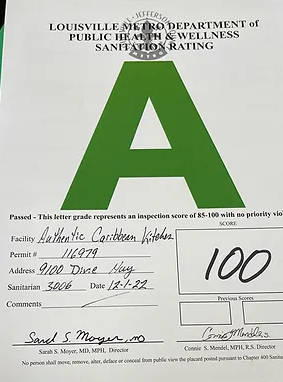 LOUISVILLE METRO DEPARTMENT of
PUBLIC HEALTH & WELLNESS
SANITATION RATING
A
Passed - This letter grade represents an inspection score of 85-100 with no priority vio
SCORE
Facility Authentic Caribbean Kitchen
Permit # 116979
100
Address 9100 Dixie Hwy
Sanitarian 3006 Date 12-1-22
Previous Scores
Comments
Sarah S. Moyer, MD, MPH, Director
Connie S. Mendel, MPH, R.S. Director
No person shall move, remove, alter, deface or conceal from public view the placard posted pursuant to Chapter 400 Sanitan